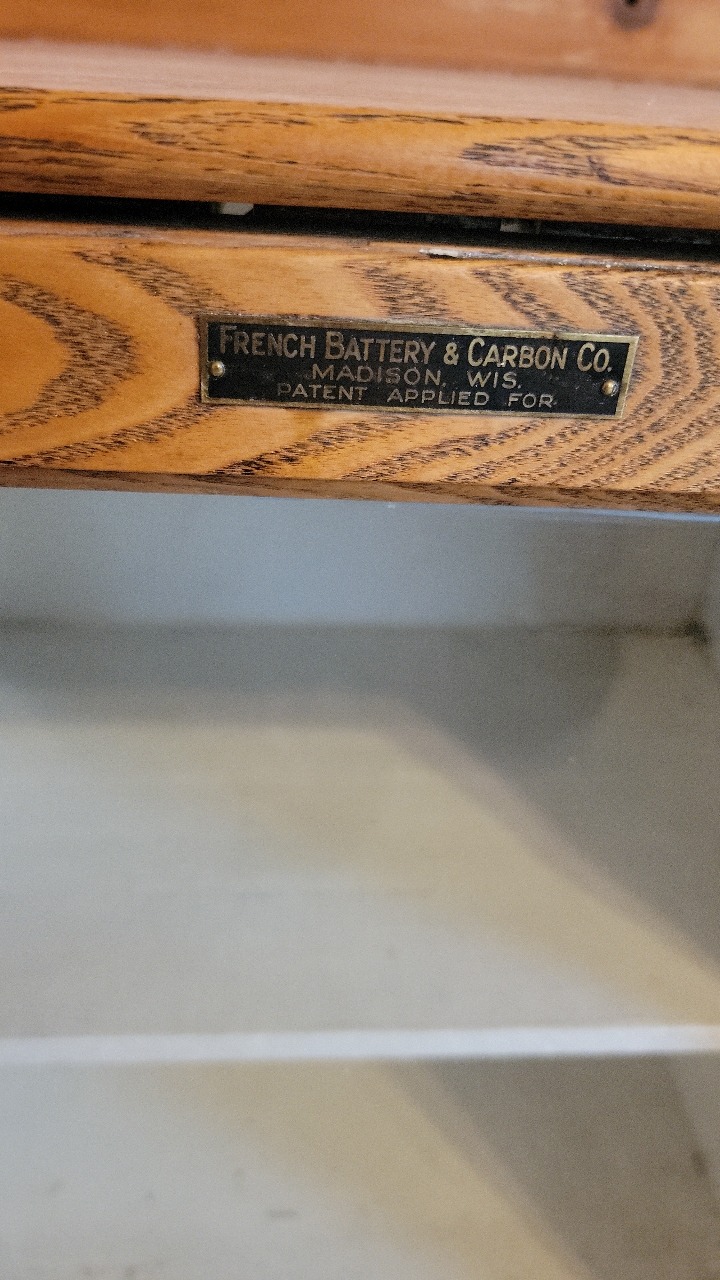 FRENCH BATTERY & CARBON CO.
MADISON, WIS.
PATENT APPLIED FOR